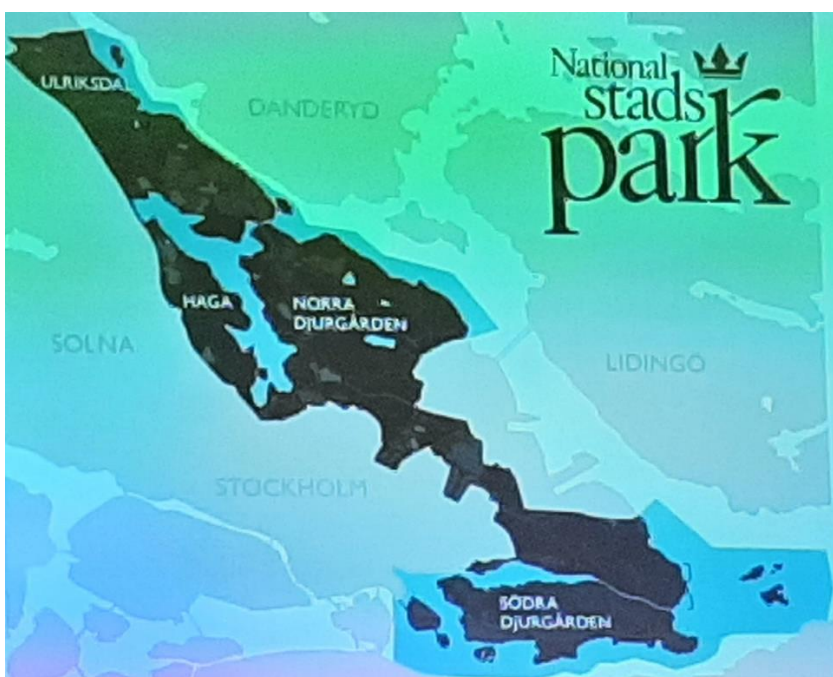 National
stads
park
ULRIKSDAL
DANDERYD
HAGA
NORRA
DJURGÅRDEN
SOLNA
LIDINGÖ
STOCKHOLM
SÖDRA
DJURGÅRDEN